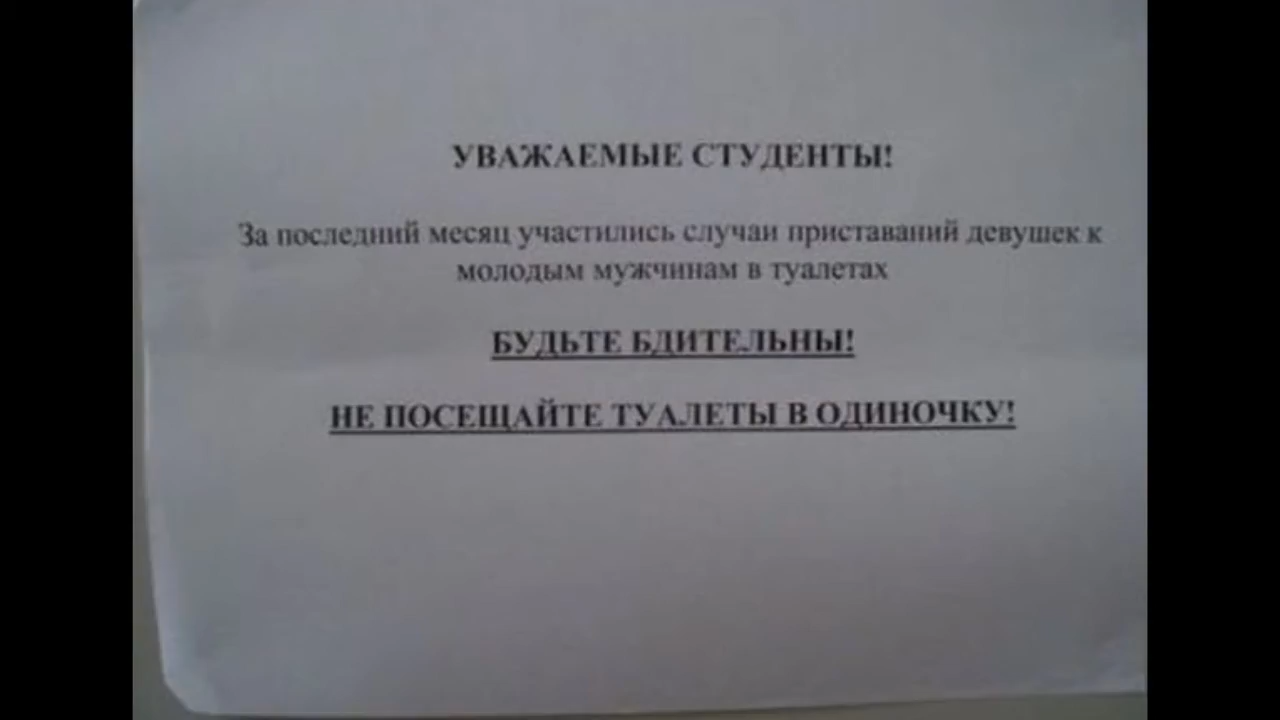 УВАЖАЕМЫЕ СТУДЕНТЫ!
За последний месяц участились случаи приставаний девушек к
молодым мужчинам в туалетах
БУДЬТЕ БДИТЕЛЬНЫ!
НЕ ПОСЕЩАЙТЕ ТУАЛЕТЫ В ОДИНОЧКУ!